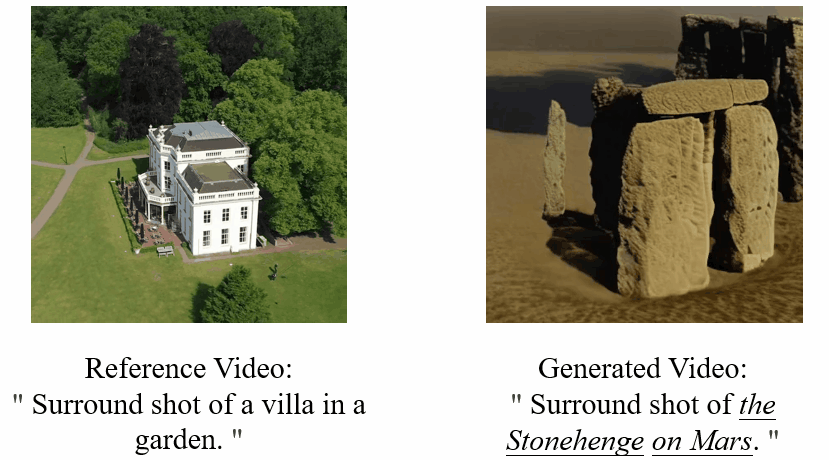 Reference Video:
" Surround shot of a villa in a
garden. "
Generated Video:
" Surround shot of the
Stonehenge on Mars. "